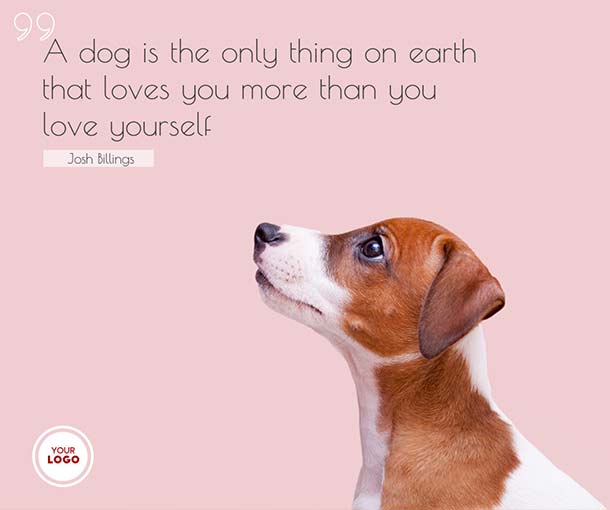 A dog is the only thing on earth
that loves you more than you
love yourself
Josh Billings
YOUR
LOGO